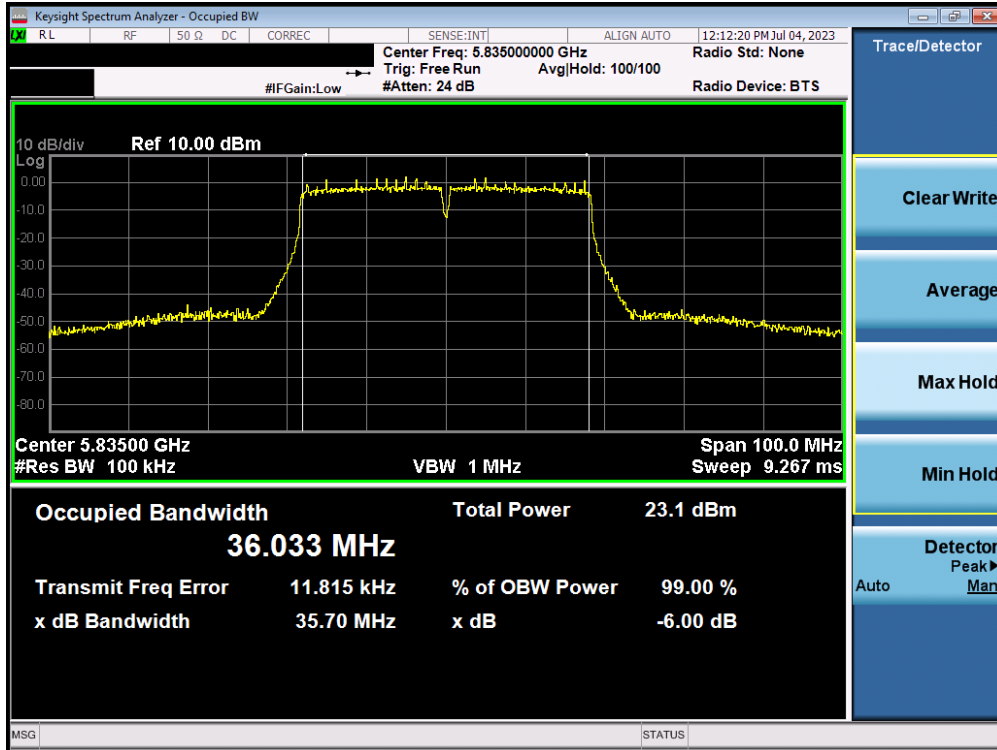 Keysight Spectrum Analyzer - Occupied BW
LXI RL RF 50 Ω DC CORREC SENSE:INT ALIGN AUTO 12:12:20 PM Jul 04, 2023
Center Freq: 5.835000000 GHz Radio Std: None
Trig: Free Run Avg|Hold: 100/100
#IFGain:Low #Atten: 24 dB Radio Device: BTS
10 dB/div Ref 10.00 dBm
Log
0.00
-10.0
-20.0
-30.0
-40.0
-50.0
-60.0
-70.0
-80.0
Center 5.83500 GHz Span 100.0 MHz
#Res BW 100 kHz VBW 1 MHz Sweep 9.267 ms
Occupied Bandwidth Total Power 23.1 dBm
36.033 MHz
Transmit Freq Error 11.815 kHz % of OBW Power 99.00 %
x dB Bandwidth 35.70 MHz x dB -6.00 dB
Trace/Detector
Clear Write
Average
Max Hold
Min Hold
Detector
Peak▶
Auto Man
MSG STATUS